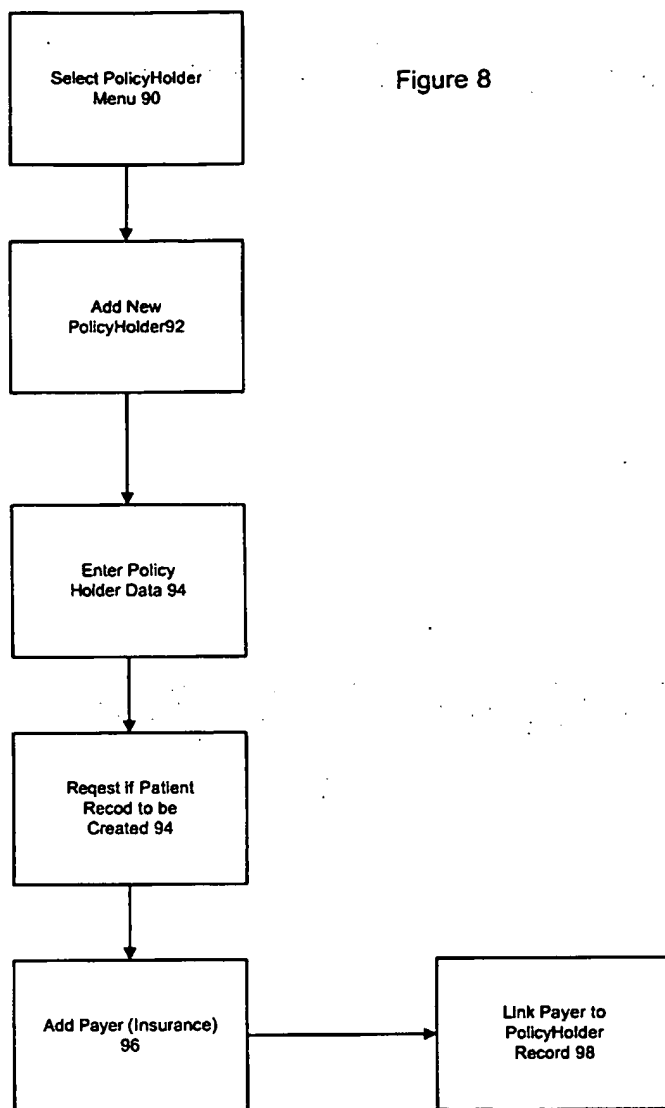 Figure 8
Select PolicyHolder
Menu 90
Add New
PolicyHolder92
Enter Policy
Holder Data 94
Reqest if Patient
Recod to be
Created 94
Add Payer (Insurance)
96
Link Payer to
PolicyHolder
Record 98